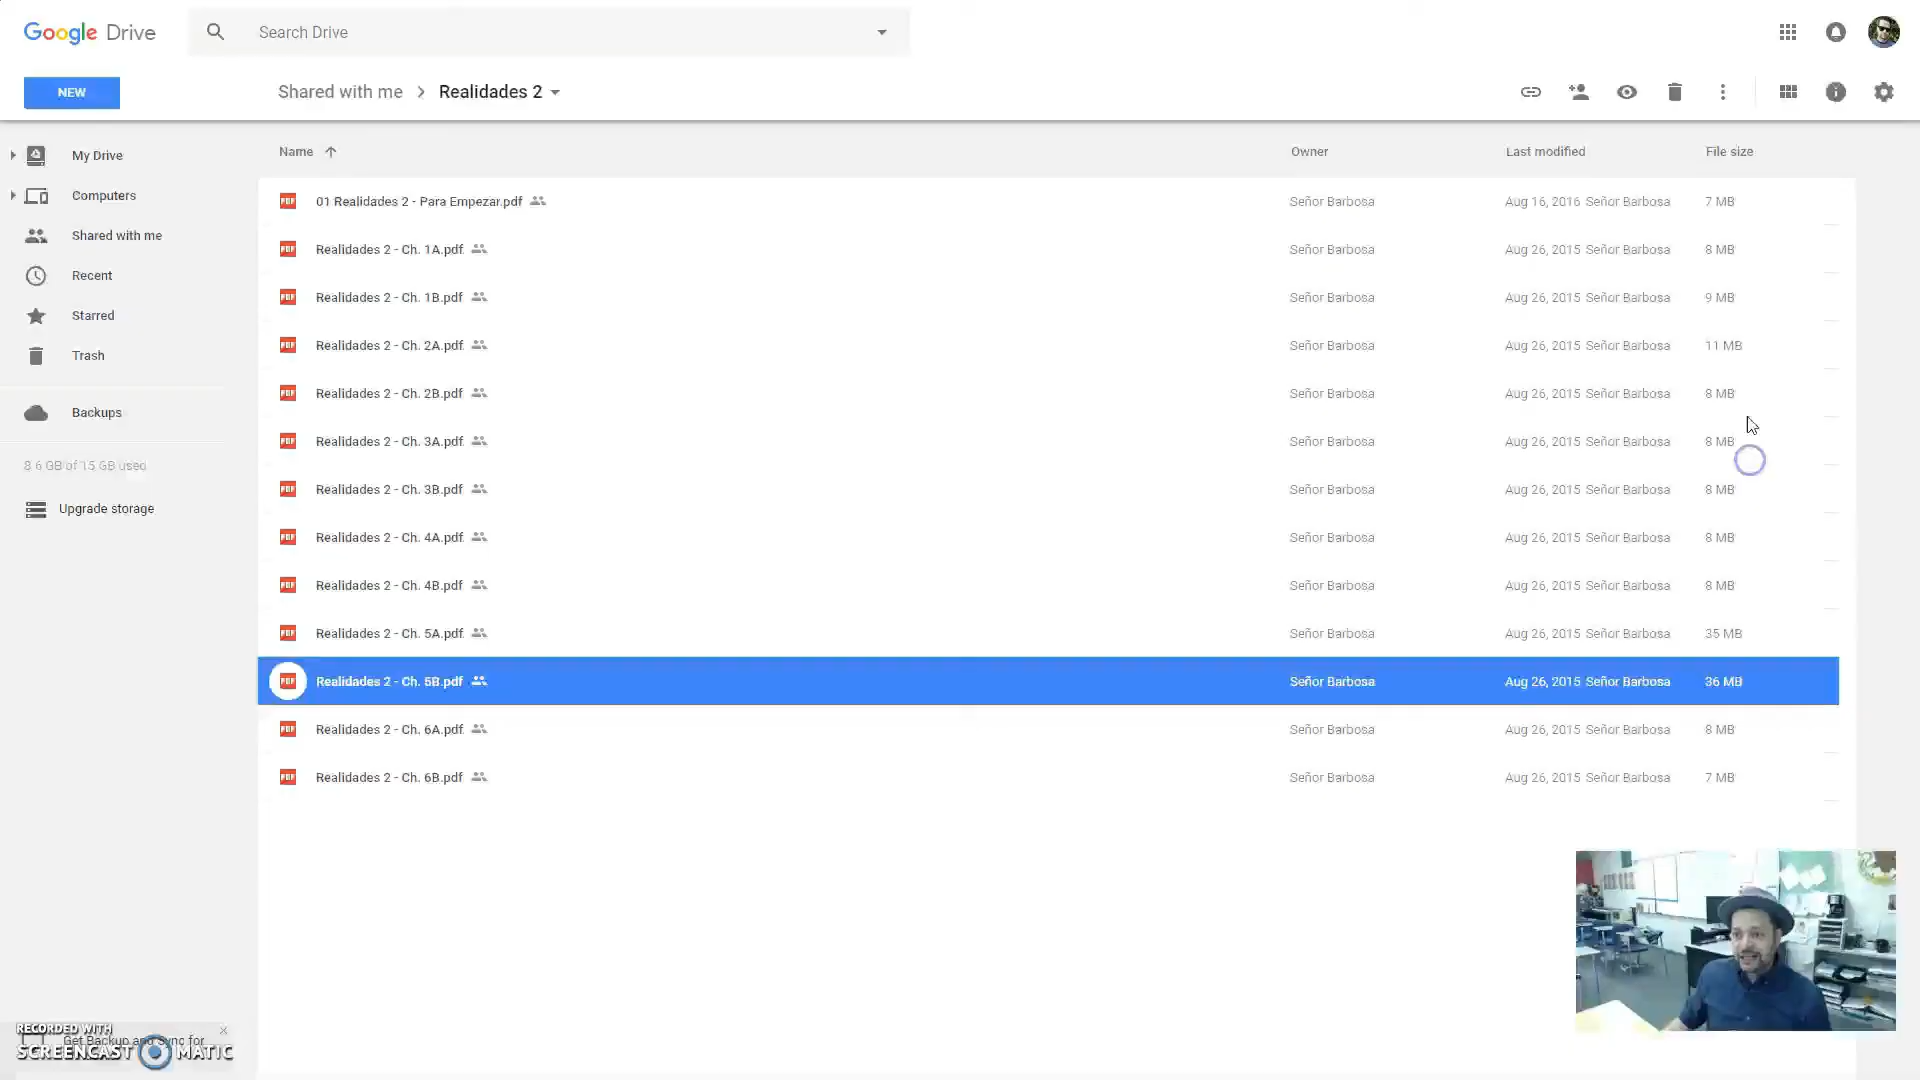 Google Drive
Search Drive
NEW
Shared with me > Realidades 2
My Drive
Computers
Shared with me
Recent
Starred
Trash
Backups
8.6 GB of 15 GB used
Upgrade storage
Name Owner Last modified File size
01 Realidades 2 - Para Empezar.pdf Señor Barbosa Aug 16, 2016 Señor Barbosa 7 MB
Realidades 2 - Ch. 1A.pdf Señor Barbosa Aug 26, 2015 Señor Barbosa 8 MB
Realidades 2 - Ch. 1B.pdf Señor Barbosa Aug 26, 2015 Señor Barbosa 9 MB
Realidades 2 - Ch. 2A.pdf Señor Barbosa Aug 26, 2015 Señor Barbosa 11 MB
Realidades 2 - Ch. 2B.pdf Señor Barbosa Aug 26, 2015 Señor Barbosa 8 MB
Realidades 2 - Ch. 3A.pdf Señor Barbosa Aug 26, 2015 Señor Barbosa 8 MB
Realidades 2 - Ch. 3B.pdf Señor Barbosa Aug 26, 2015 Señor Barbosa 8 MB
Realidades 2 - Ch. 4A.pdf Señor Barbosa Aug 26, 2015 Señor Barbosa 8 MB
Realidades 2 - Ch. 4B.pdf Señor Barbosa Aug 26, 2015 Señor Barbosa 8 MB
Realidades 2 - Ch. 5A.pdf Señor Barbosa Aug 26, 2015 Señor Barbosa 35 MB
Realidades 2 - Ch. 5B.pdf Señor Barbosa Aug 26, 2015 Señor Barbosa 36 MB
Realidades 2 - Ch. 6A.pdf Señor Barbosa Aug 26, 2015 Señor Barbosa 8 MB
Realidades 2 - Ch. 6B.pdf Señor Barbosa Aug 26, 2015 Señor Barbosa 7 MB
RECORDED WITH
Get Backup and Sync for
SCREENCAST MATIC